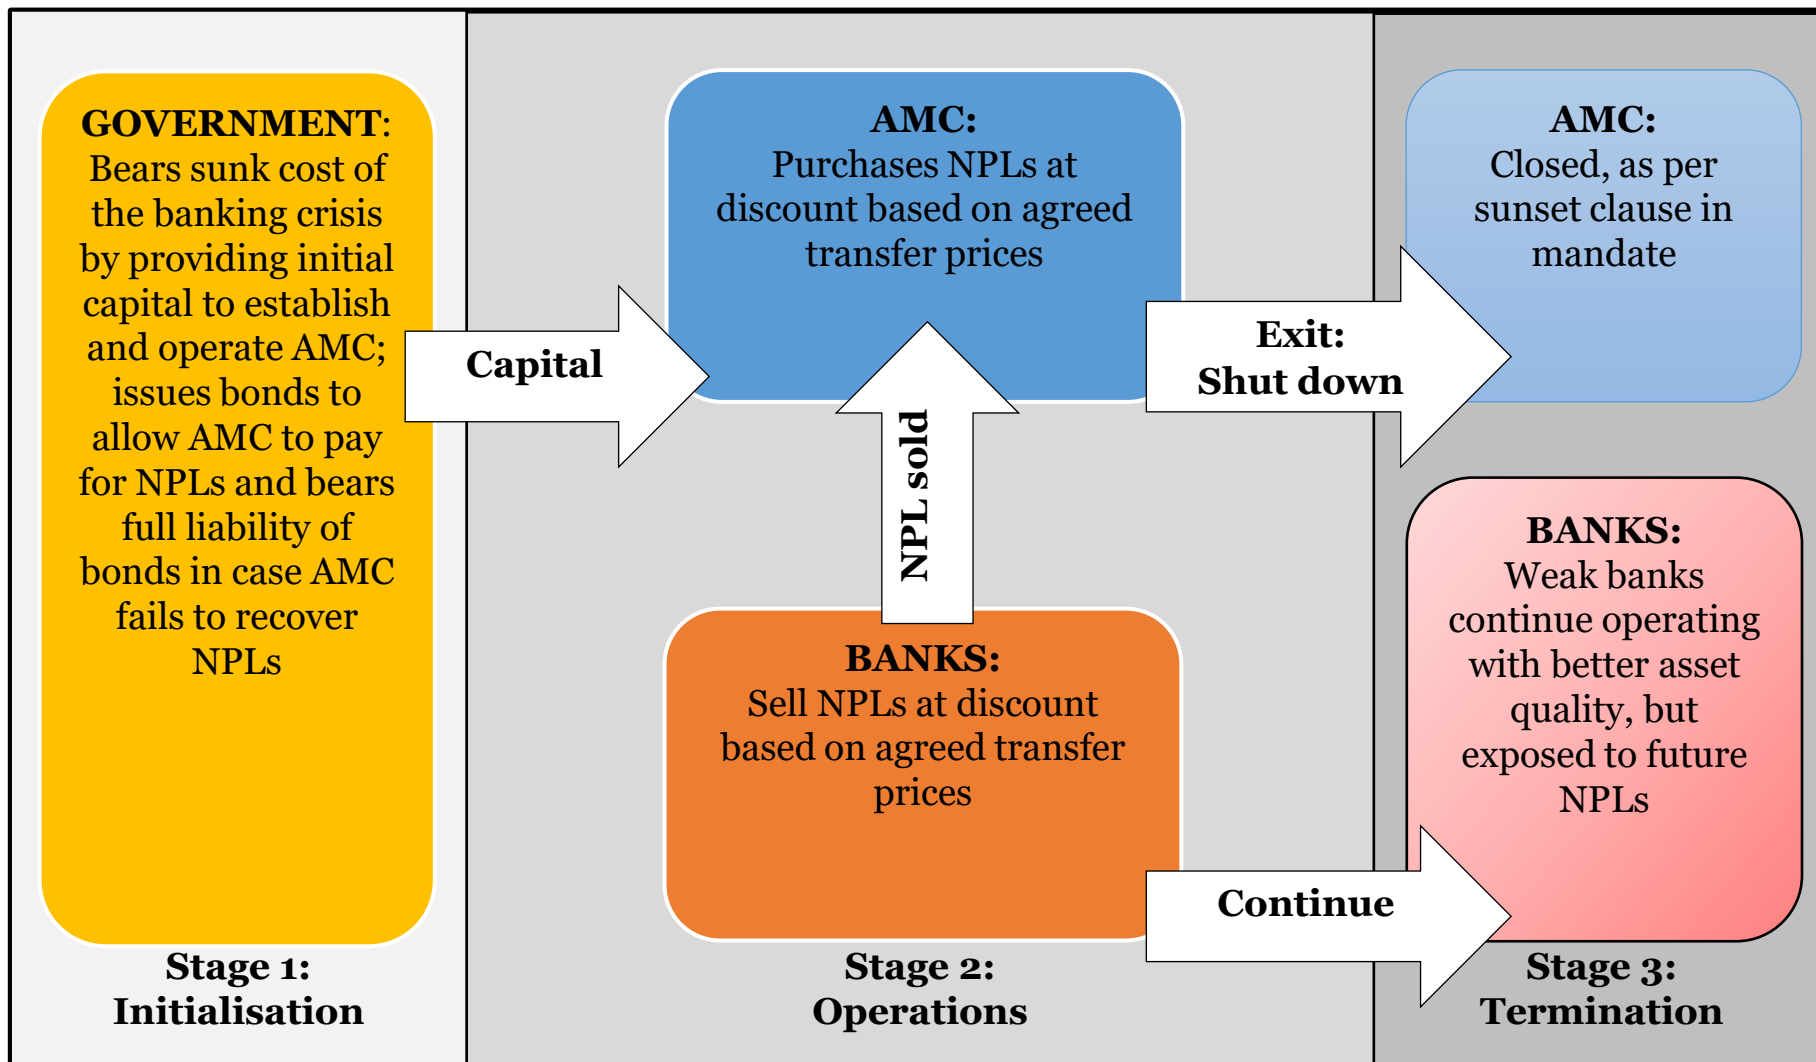 GOVERNMENT:
Bears sunk cost of
the banking crisis
by providing initial
capital to establish
and operate AMC;
issues bonds to
allow AMC to pay
for NPLs and bears
full liability of
bonds in case AMC
fails to recover
NPLs
Stage 1:
Initialisation
Capital
AMC:
Purchases NPLs at
discount based on agreed
transfer prices
NPL sold
BANKS:
Sell NPLs at discount
based on agreed transfer
prices
Stage 2:
Operations
Exit:
Shut down
Continue
AMC:
Closed, as per
sunset clause in
mandate
BANKS:
Weak banks
continue operating
with better asset
quality, but
exposed to future
NPLs
Stage 3:
Termination